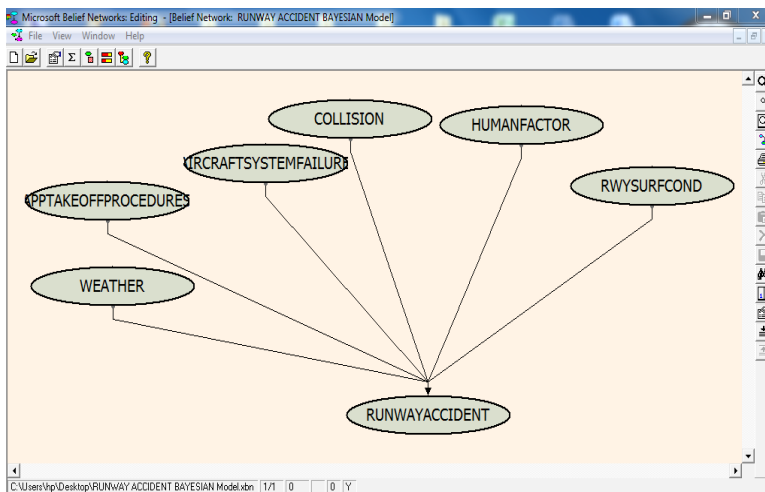 Microsoft Belief Networks: Editing - [Belief Network: RUNWAY ACCIDENT BAYESIAN Model]
File View Window Help
COLLISION
HUMANFACTOR
IRCRAFTSYSTEMFAILURE
RWYSURFCOND
APPTAKEOFFPROCEDURES
WEATHER
RUNWAYACCIDENT
C:\Users\hp\Desktop\RUNWAY ACCIDENT BAYESIAN Model.xbn 1/1 0 0 Y